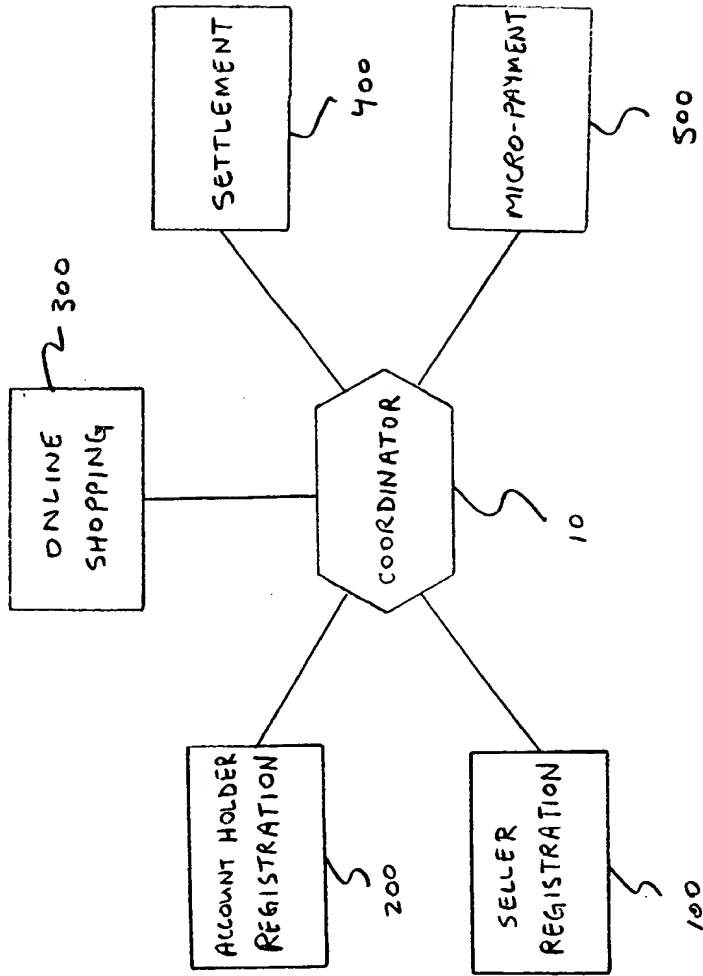 ONLINE
SHOPPING
300
ACCOUNT HOLDER
REGISTRATION
200
COORDINATOR
10
SETTLEMENT
400
SELLER
REGISTRATION
100
MICRO-PAYMENT
500